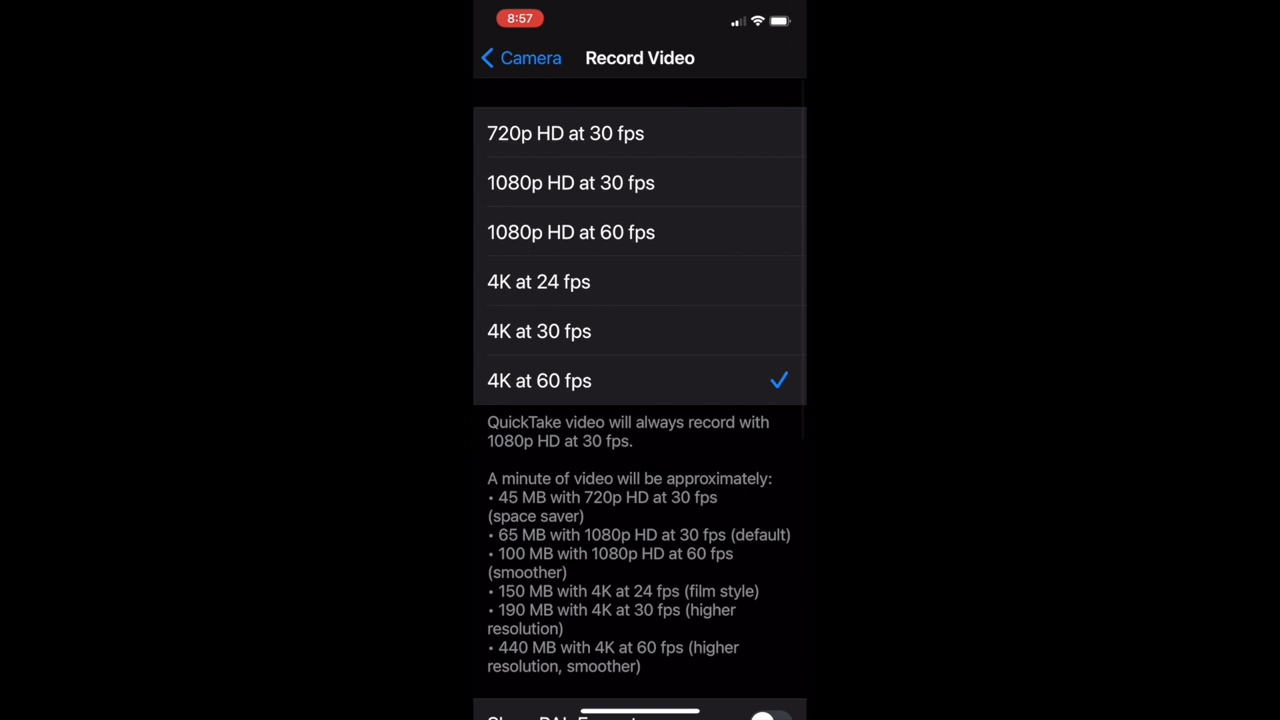 8:57
Camera
Record Video
720p HD at 30 fps
1080p HD at 30 fps
1080p HD at 60 fps
4K at 24 fps
4K at 30 fps
4K at 60 fps
QuickTake video will always record with
1080p HD at 30 fps.
A minute of video will be approximately:
• 45 MB with 720p HD at 30 fps
(space saver)
• 65 MB with 1080p HD at 30 fps (default)
• 100 MB with 1080p HD at 60 fps
(smoother)
• 150 MB with 4K at 24 fps (film style)
• 190 MB with 4K at 30 fps (higher
resolution)
• 440 MB with 4K at 60 fps (higher
resolution, smoother)